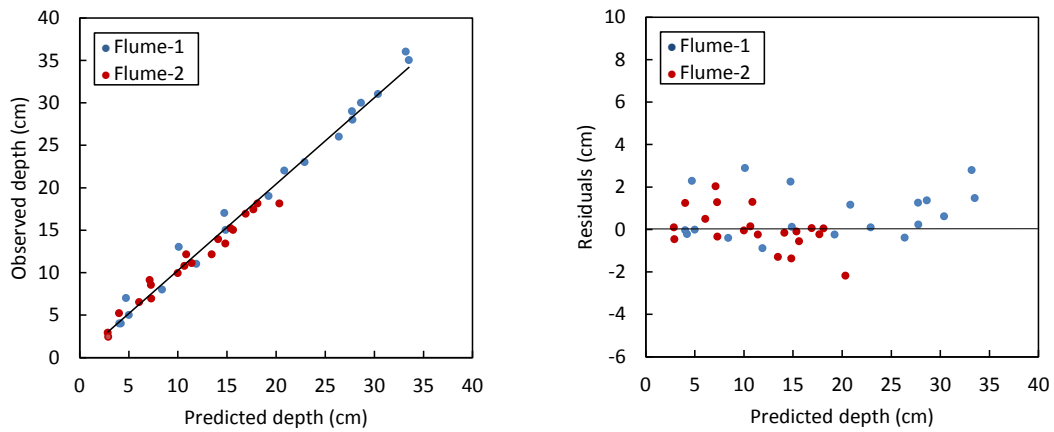 40
35
30
25
20
15
10
5
0
Observed depth (cm)
Flume-1
Flume-2
0 5 10 15 20 25 30 35 40
Predicted depth (cm)
10
8
6
4
2
0
-2
-4
-6
Residuals (cm)
Flume-1
Flume-2
0 5 10 15 20 25 30 35 40
Predicted depth (cm)